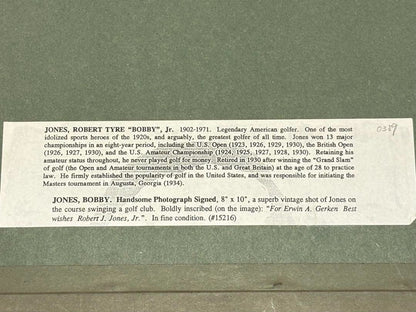 JONES, ROBERT TYRE "BOBBY", Jr. 1902-1971. Legendary American golfer. One of the most
idolized sports heroes of the 1920s, and arguably, the greatest golfer of all time. Jones won 13 major
championships in an eight-year period, including the U.S. Open (1923, 1926, 1929, 1930), the British Open
(1926, 1927, 1930), and the U.S. Amateur Championship (1924, 1925, 1927, 1928, 1930). Retaining his
amateur status throughout, he never played golf for money. Retired in 1930 after winning the "Grand Slam"
of golf (the Open and Amateur tournaments in both the U.S. and Great Britain) at the age of 28 to practice
law. He firmly established the popularity of golf in the United States, and was responsible for initiating the
Masters tournament in Augusta, Georgia (1934).
JONES, BOBBY. Handsome Photograph Signed, 8" x 10", a superb vintage shot of Jones on
the course swinging a golf club. Boldly inscribed (on the image): "For Erwin A. Gerken Best
wishes Robert J. Jones, Jr.". In fine condition. (#15216)